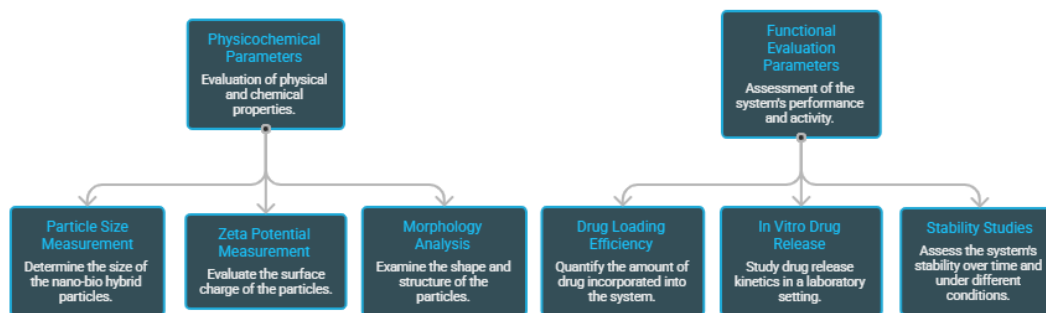 Physicochemical
Parameters
Evaluation of physical
and chemical
properties.
Functional
Evaluation
Parameters
Assessment of the
system's performance
and activity.
Particle Size
Measurement
Determine the size of
the nano-bio hybrid
particles.
Zeta Potential
Measurement
Evaluate the surface
charge of the particles.
Morphology
Analysis
Examine the shape and
structure of the
particles.
Drug Loading
Efficiency
Quantify the amount of
drug incorporated into
the system.
In Vitro Drug
Release
Study drug release
kinetics in a laboratory
setting.
Stability Studies
Assess the system's
stability over time and
under different
conditions.